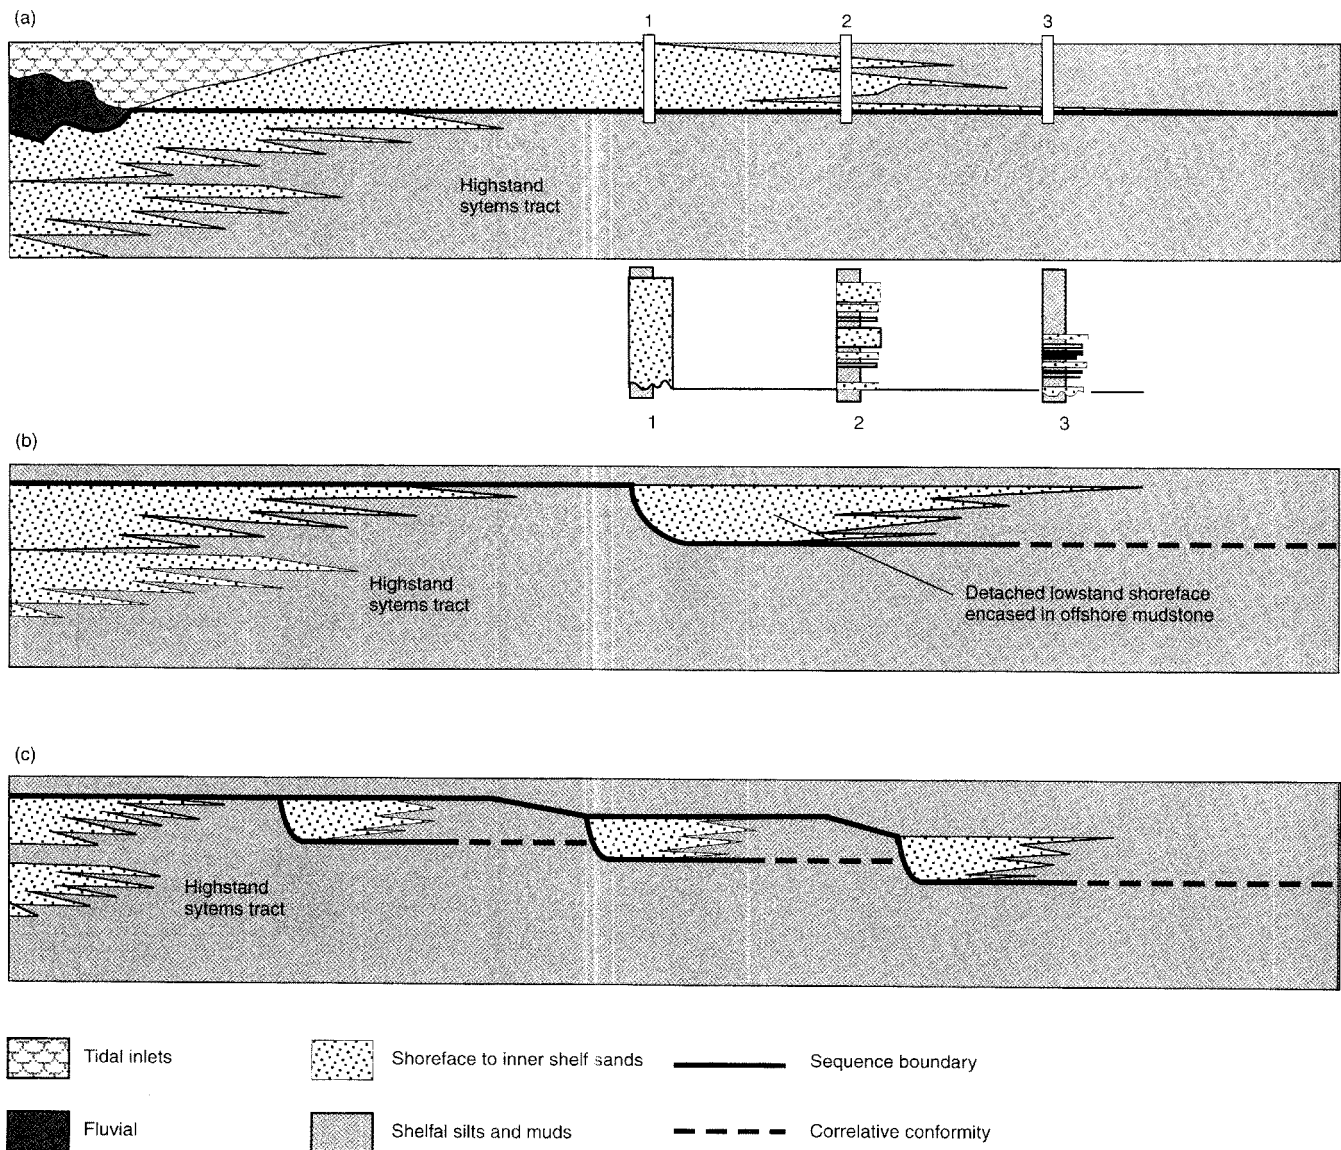 (a)
1
2
3
Highstand
sytems tract
1
2
3
(b)
Highstand
sytems tract
Detached lowstand shoreface
encased in offshore mudstone
(c)
Highstand
sytems tract
Tidal inlets
Shoreface to inner shelf sands
Sequence boundary
Fluvial
Shelfal silts and muds
Correlative conformity